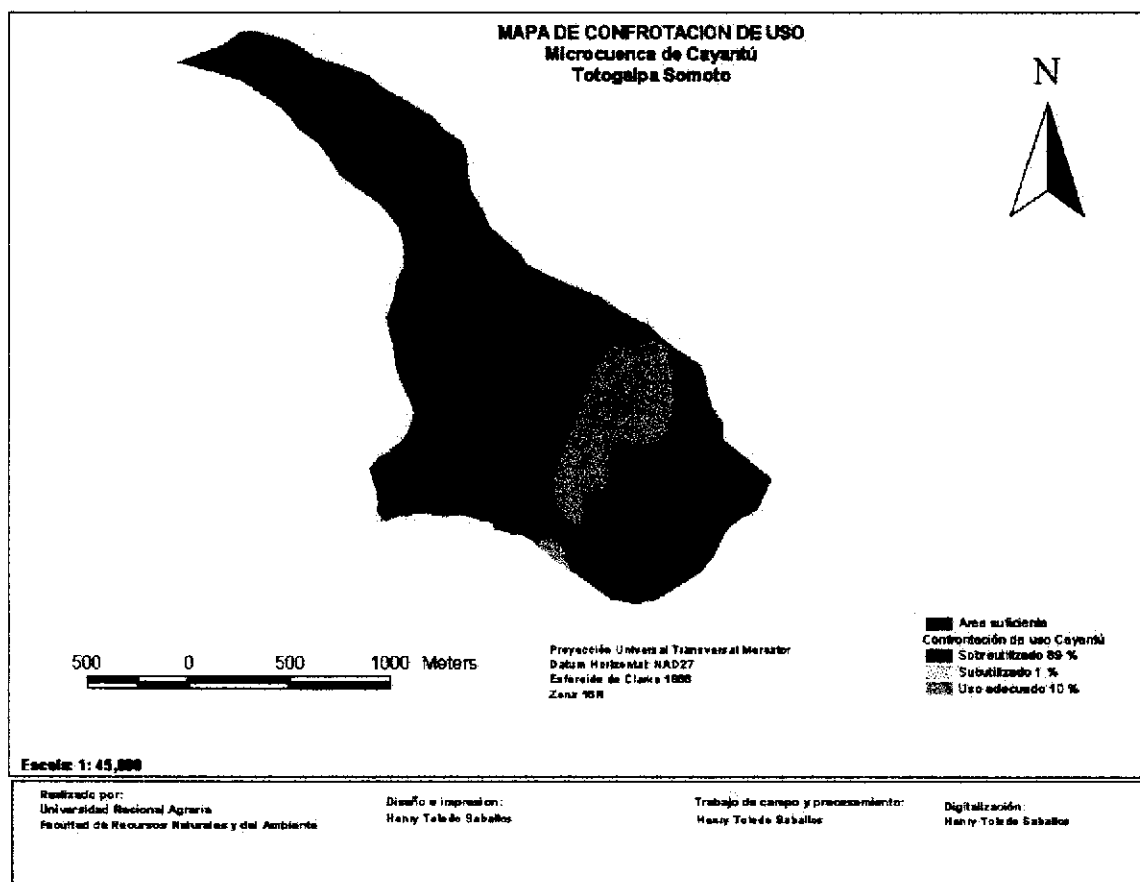 MAPA DE CONFROTACION DE USO
Microcuenca de Cayantú
Totogalpa Somoto
N
Area suficiente
Confrontación de uso Cayantú
Sobreutilizado 89 %
Subutilizado 1 %
Uso adecuado 10 %
500 0 500 1000 Meters
Proyección Universal Transversal Mercator
Datum Horizontal: NAD27
Esferoide de Clarke 1866
Zona 16N
Escala: 1: 45,000
Realizado por:
Universidad Nacional Agraria
Facultad de Recursos Naturales y del Ambiente
Diseño e impresion:
Henry Toledo Saballos
Trabajo de campo y procesamiento:
Henry Toledo Saballos
Digitalización:
Henry Toledo Saballos